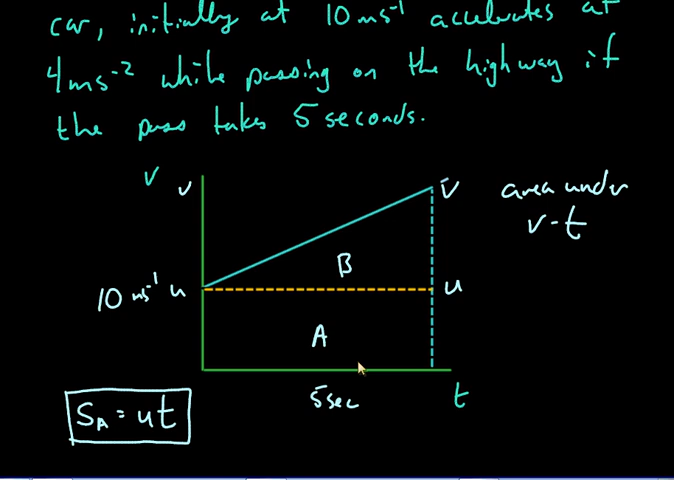 car, initially at 10 ms⁻¹ accelerates at
4 ms⁻² while passing on the highway if
the pass takes 5 seconds.
V
v
v̄
area under
v-t
B
10 ms⁻¹ u
u
A
5 sec
t
S_A = ut